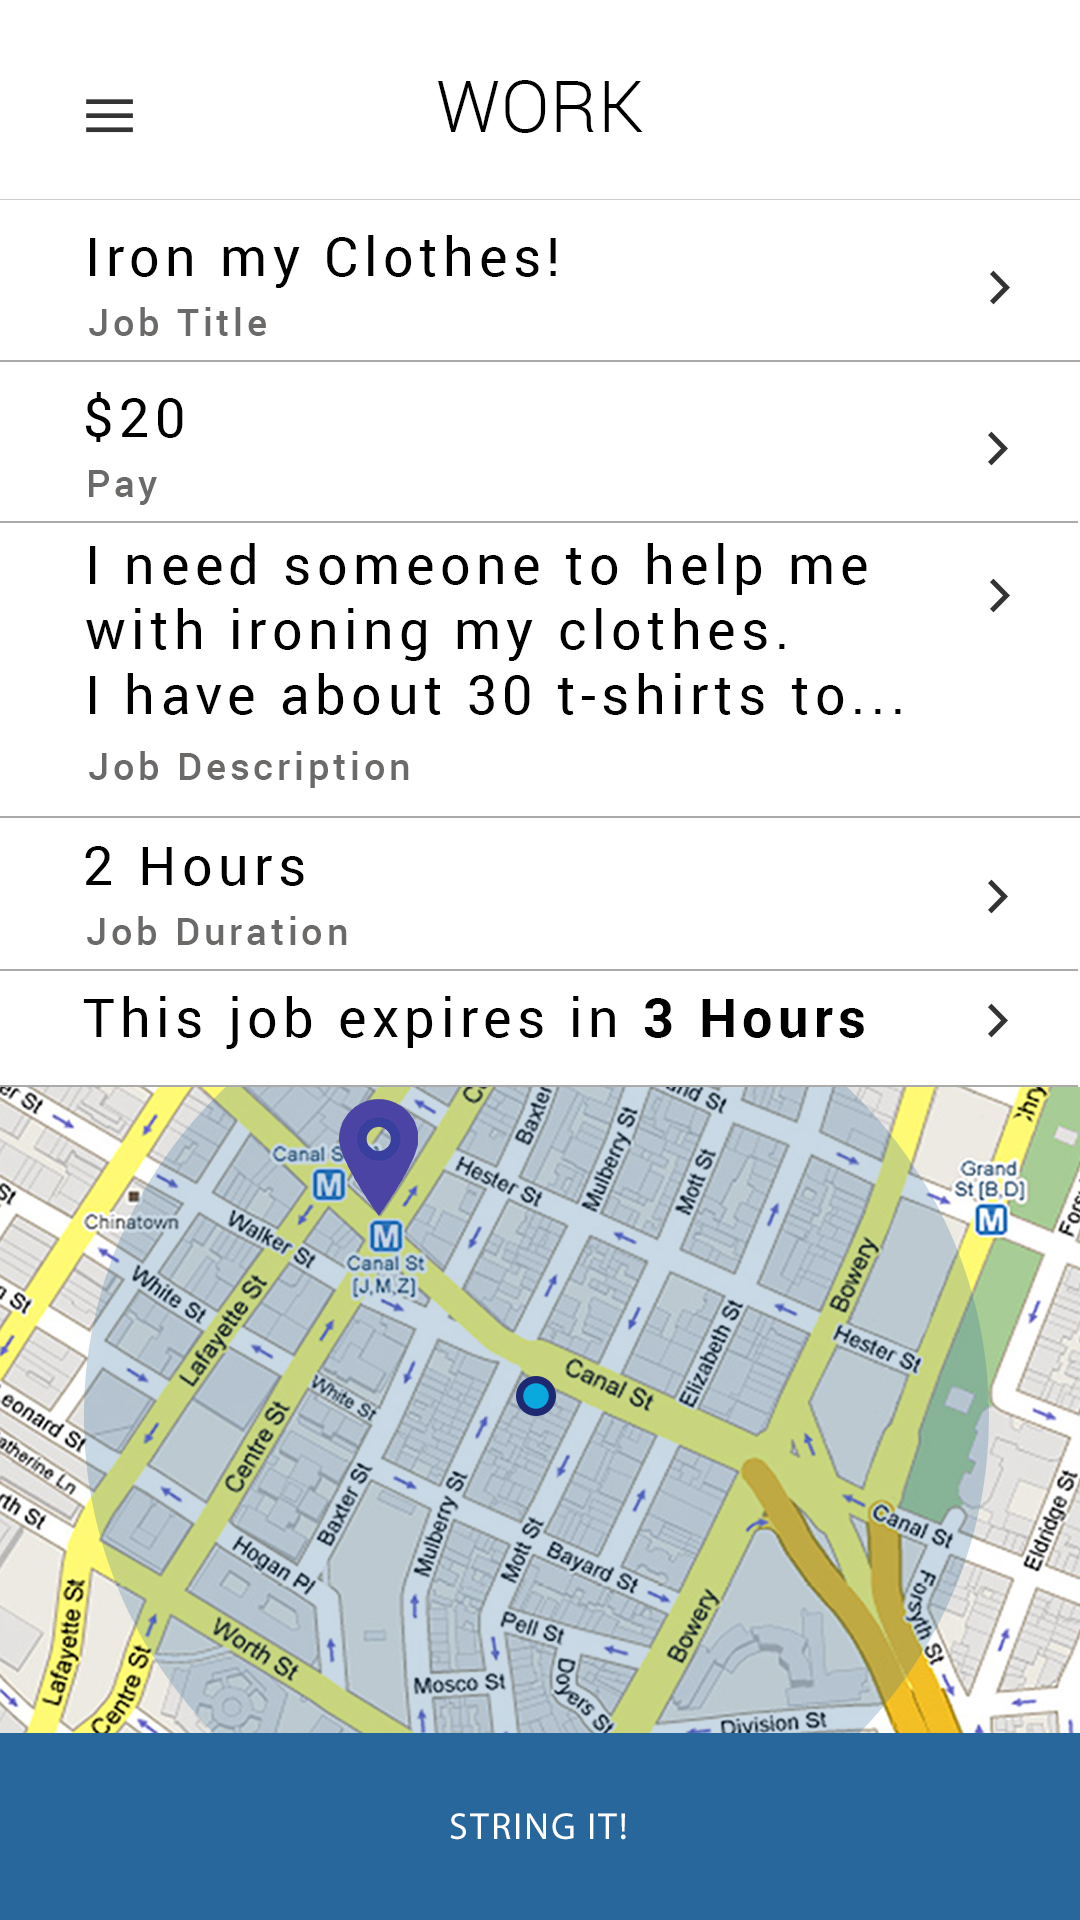 WORK
Iron my Clothes!
Job Title
$20
Pay
I need someone to help me
with ironing my clothes.
I have about 30 t-shirts to...
Job Description
2 Hours
Job Duration
This job expires in 3 Hours
Baxter
Mulberry St
Mott St
Canal S
M
Hester St
Grand
St [B,D]
M
Chinatown
Walker St
M
Canal St
[J,M,Z]
White St
Lafayette St
Bowery
Elizabeth St
Hester St
Canal St
White St
Centre St
eonard St
atherine Ln
rth St
Baxter St
Mulberry St
Mott St
Canal St
Eldridge St
Hogan Pl
Bayard St
Forsyth St
Lafayette St
Worth St
Pell St
Bowery
Centre St
Mosco St
Doyers St
Division St
STRING IT!